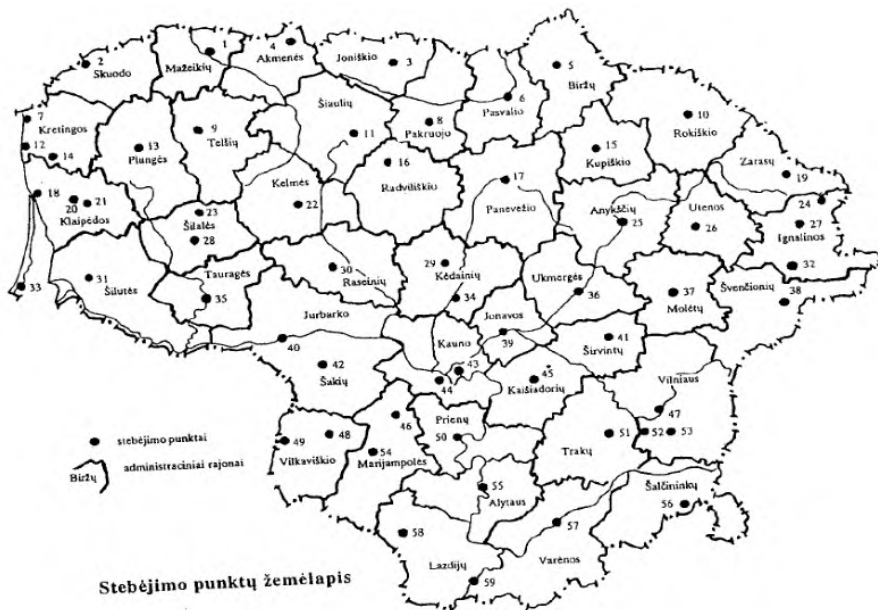 1
2
Skuodo
Mažeikių
4
Akmenės
Joniškio
3
5
Biržų
6
Pasvalio
7
Kretingos
12
14
13
Plungės
9
Telšių
Šiaulių
11
8
Pakruojo
10
Rokiškio
15
Kupiškio
16
Radviliškio
17
Panevėžio
Zarasų
19
18
20
21
Klaipėdos
Kelmės
22
23
Šilalės
28
Anykščių
25
Utenos
26
24
27
Ignalinos
32
33
31
Šilutės
Tauragės
35
30
Raseinių
29
Kėdainių
34
Ukmergės
36
37
Molėtų
Švenčionių
38
Jurbarko
40
Jonavos
39
Kauno
43
44
41
Širvintų
42
Šakių
45
Kaišiadorių
Vilniaus
47
46
Prienų
50
49
48
Vilkaviškio
54
Marijampolės
51
52
53
Trakų
stebėjimo punktai
Biržų
administraciniai rajonai
55
Alytaus
Šalčininkų
56
57
Varėnos
58
Lazdijų
59
Stebėjimo punktų žemėlapis